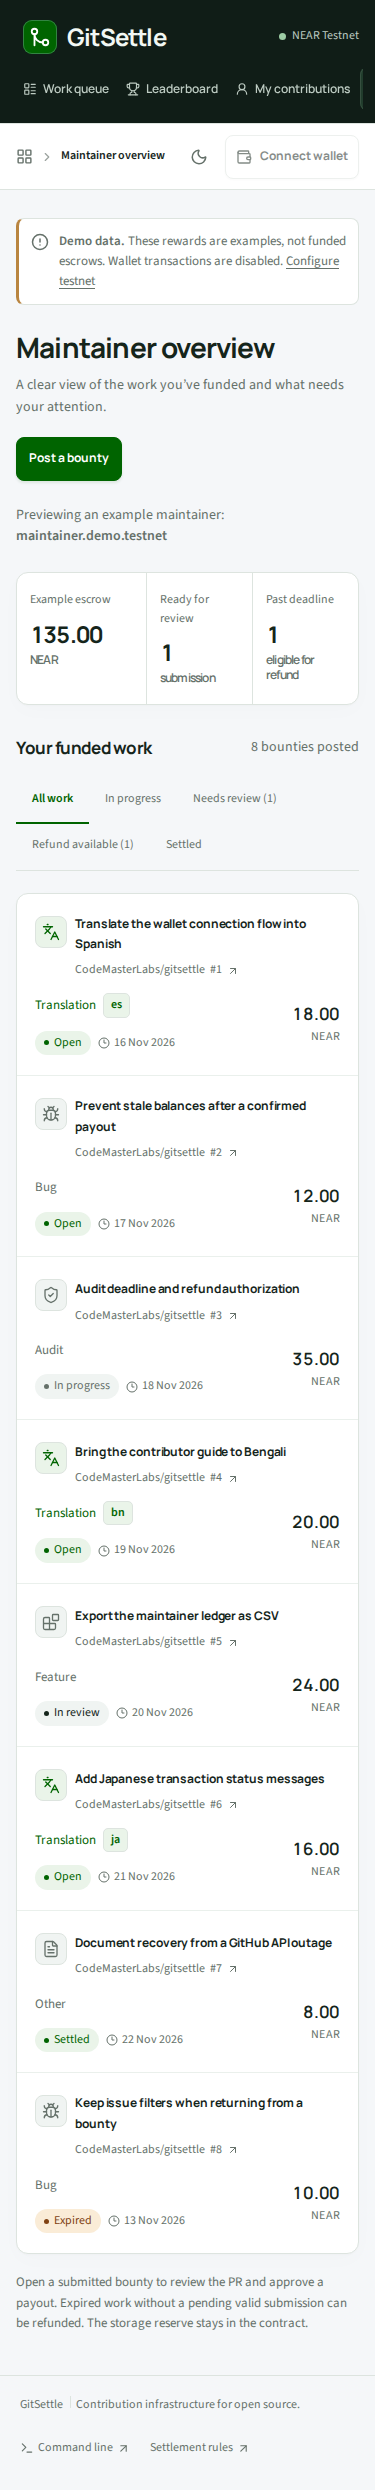 GitSettle
NEAR Testnet
Work queue
Leaderboard
My contributions
Maintainer overview
Connect wallet
Demo data. These rewards are examples, not funded
escrows. Wallet transactions are disabled. Configure
testnet
Maintainer overview
A clear view of the work you've funded and what needs
your attention.
Post a bounty
Previewing an example maintainer:
maintainer.demo.testnet
Example escrow
135.00
NEAR
Ready for
review
1
submission
Past deadline
1
eligible for
refund
Your funded work
8 bounties posted
All work
In progress
Needs review (1)
Refund available (1)
Settled
Translate the wallet connection flow into
Spanish
CodeMasterLabs/gitsettle #1
Translation es
18.00
NEAR
Open
16 Nov 2026
Prevent stale balances after a confirmed
payout
CodeMasterLabs/gitsettle #2
Bug
12.00
NEAR
Open
17 Nov 2026
Audit deadline and refund authorization
CodeMasterLabs/gitsettle #3
Audit
35.00
NEAR
In progress
18 Nov 2026
Bring the contributor guide to Bengali
CodeMasterLabs/gitsettle #4
Translation bn
20.00
NEAR
Open
19 Nov 2026
Export the maintainer ledger as CSV
CodeMasterLabs/gitsettle #5
Feature
24.00
NEAR
In review
20 Nov 2026
Add Japanese transaction status messages
CodeMasterLabs/gitsettle #6
Translation ja
16.00
NEAR
Open
21 Nov 2026
Document recovery from a GitHub API outage
CodeMasterLabs/gitsettle #7
Other
8.00
NEAR
Settled
22 Nov 2026
Keep issue filters when returning from a
bounty
CodeMasterLabs/gitsettle #8
Bug
10.00
NEAR
Expired
13 Nov 2026
Open a submitted bounty to review the PR and approve a
payout. Expired work without a pending valid submission can
be refunded. The storage reserve stays in the contract.
GitSettle
Contribution infrastructure for open source.
Command line
Settlement rules